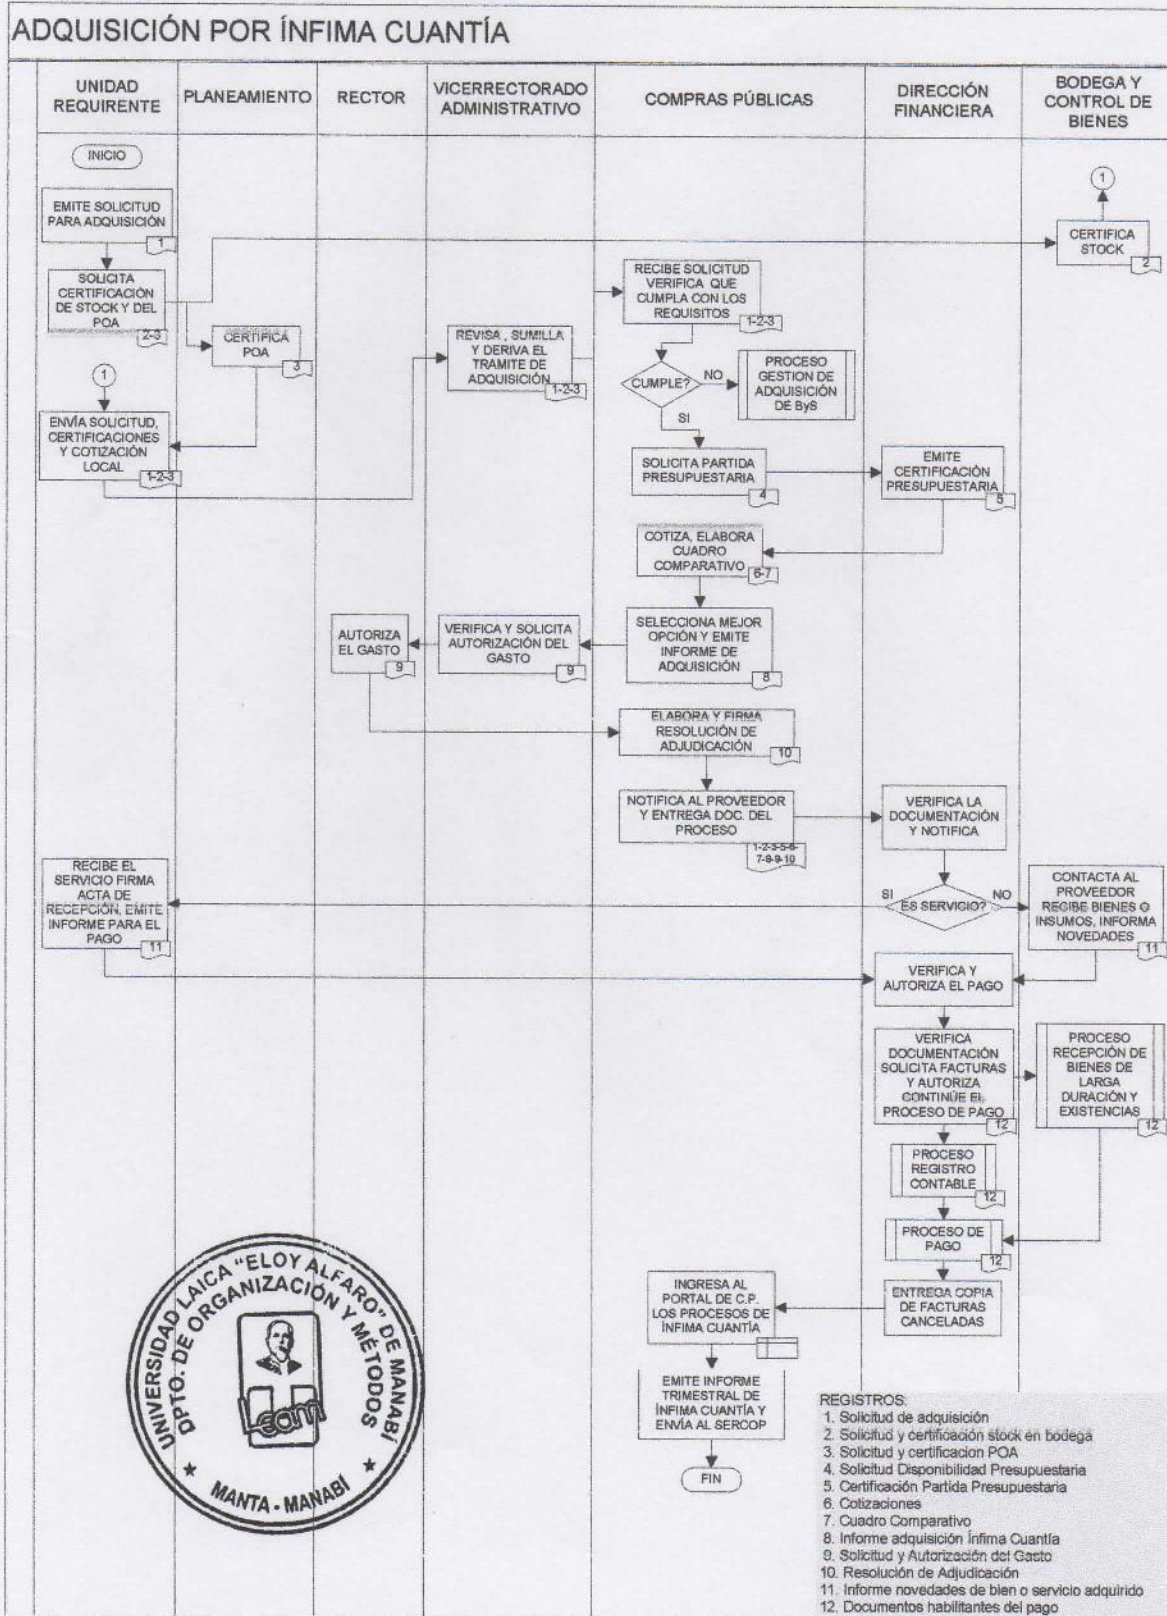 ADQUISICIÓN POR ÍNFIMA CUANTÍA
UNIDAD
REQUIRENTE
PLANEAMIENTO
RECTOR
VICERRECTORADO
ADMINISTRATIVO
COMPRAS PÚBLICAS
DIRECCIÓN
FINANCIERA
BODEGA Y
CONTROL DE
BIENES
INICIO
EMITE SOLICITUD
PARA ADQUISICIÓN
1
1
CERTIFICA
STOCK
2
SOLICITA
CERTIFICACIÓN
DE STOCK Y DEL
POA
2-3
RECIBE SOLICITUD
VERIFICA QUE
CUMPLA CON LOS
REQUISITOS
1-2-3
CERTIFICA
POA
3
REVISA , SUMILLA
Y DERIVA EL
TRAMITE DE
ADQUISICIÓN
1-2-3
CUMPLE?
NO
SI
PROCESO
GESTION DE
ADQUISICIÓN
DE ByS
1
ENVÍA SOLICITUD,
CERTIFICACIONES
Y COTIZACIÓN
LOCAL
1-2-3
SOLICITA PARTIDA
PRESUPUESTARIA
4
EMITE
CERTIFICACIÓN
PRESUPUESTARIA
5
COTIZA, ELABORA
CUADRO
COMPARATIVO
6-7
AUTORIZA
EL GASTO
9
VERIFICA Y SOLICITA
AUTORIZACIÓN DEL
GASTO
9
SELECCIONA MEJOR
OPCIÓN Y EMITE
INFORME DE
ADQUISICIÓN
8
ELABORA Y FIRMA
RESOLUCIÓN DE
ADJUDICACIÓN
10
NOTIFICA AL PROVEEDOR
Y ENTREGA DOC. DEL
PROCESO
1-2-3-5-6-
7-8-9-10
VERIFICA LA
DOCUMENTACIÓN
Y NOTIFICA
RECIBE EL
SERVICIO FIRMA
ACTA DE
RECEPCIÓN, EMITE
INFORME PARA EL
PAGO
11
SI
ES SERVICIO?
NO
CONTACTA AL
PROVEEDOR
RECIBE BIENES O
INSUMOS, INFORMA
NOVEDADES
11
VERIFICA Y
AUTORIZA EL PAGO
VERIFICA
DOCUMENTACIÓN
SOLICITA FACTURAS
Y AUTORIZA
CONTINÚE EL
PROCESO DE PAGO
12
PROCESO
RECEPCIÓN DE
BIENES DE
LARGA
DURACIÓN Y
EXISTENCIAS
12
PROCESO
REGISTRO
CONTABLE
12
PROCESO DE
PAGO
12
INGRESA AL
PORTAL DE C.P.
LOS PROCESOS DE
ÍNFIMA CUANTÍA
ENTREGA COPIA
DE FACTURAS
CANCELADAS
EMITE INFORME
TRIMESTRAL DE
ÍNFIMA CUANTÍA Y
ENVÍA AL SERCOP
FIN
UNIVERSIDAD LAICA "ELOY ALFARO" DE MANABÍ
DPTO. DE ORGANIZACIÓN Y MÉTODOS
Leam
MANTA - MANABÍ
REGISTROS:
1. Solicitud de adquisición
2. Solicitud y certificación stock en bodega
3. Solicitud y certificacion POA
4. Solicitud Disponibilidad Presupuestaria
5. Certificación Partida Presupuestaria
6. Cotizaciones
7. Cuadro Comparativo
8. Informe adquisición Ínfima Cuantía
9. Solicitud y Autorización del Gasto
10. Resolución de Adjudicación
11. Informe novedades de bien o servicio adquirido
12. Documentos habilitantes del pago